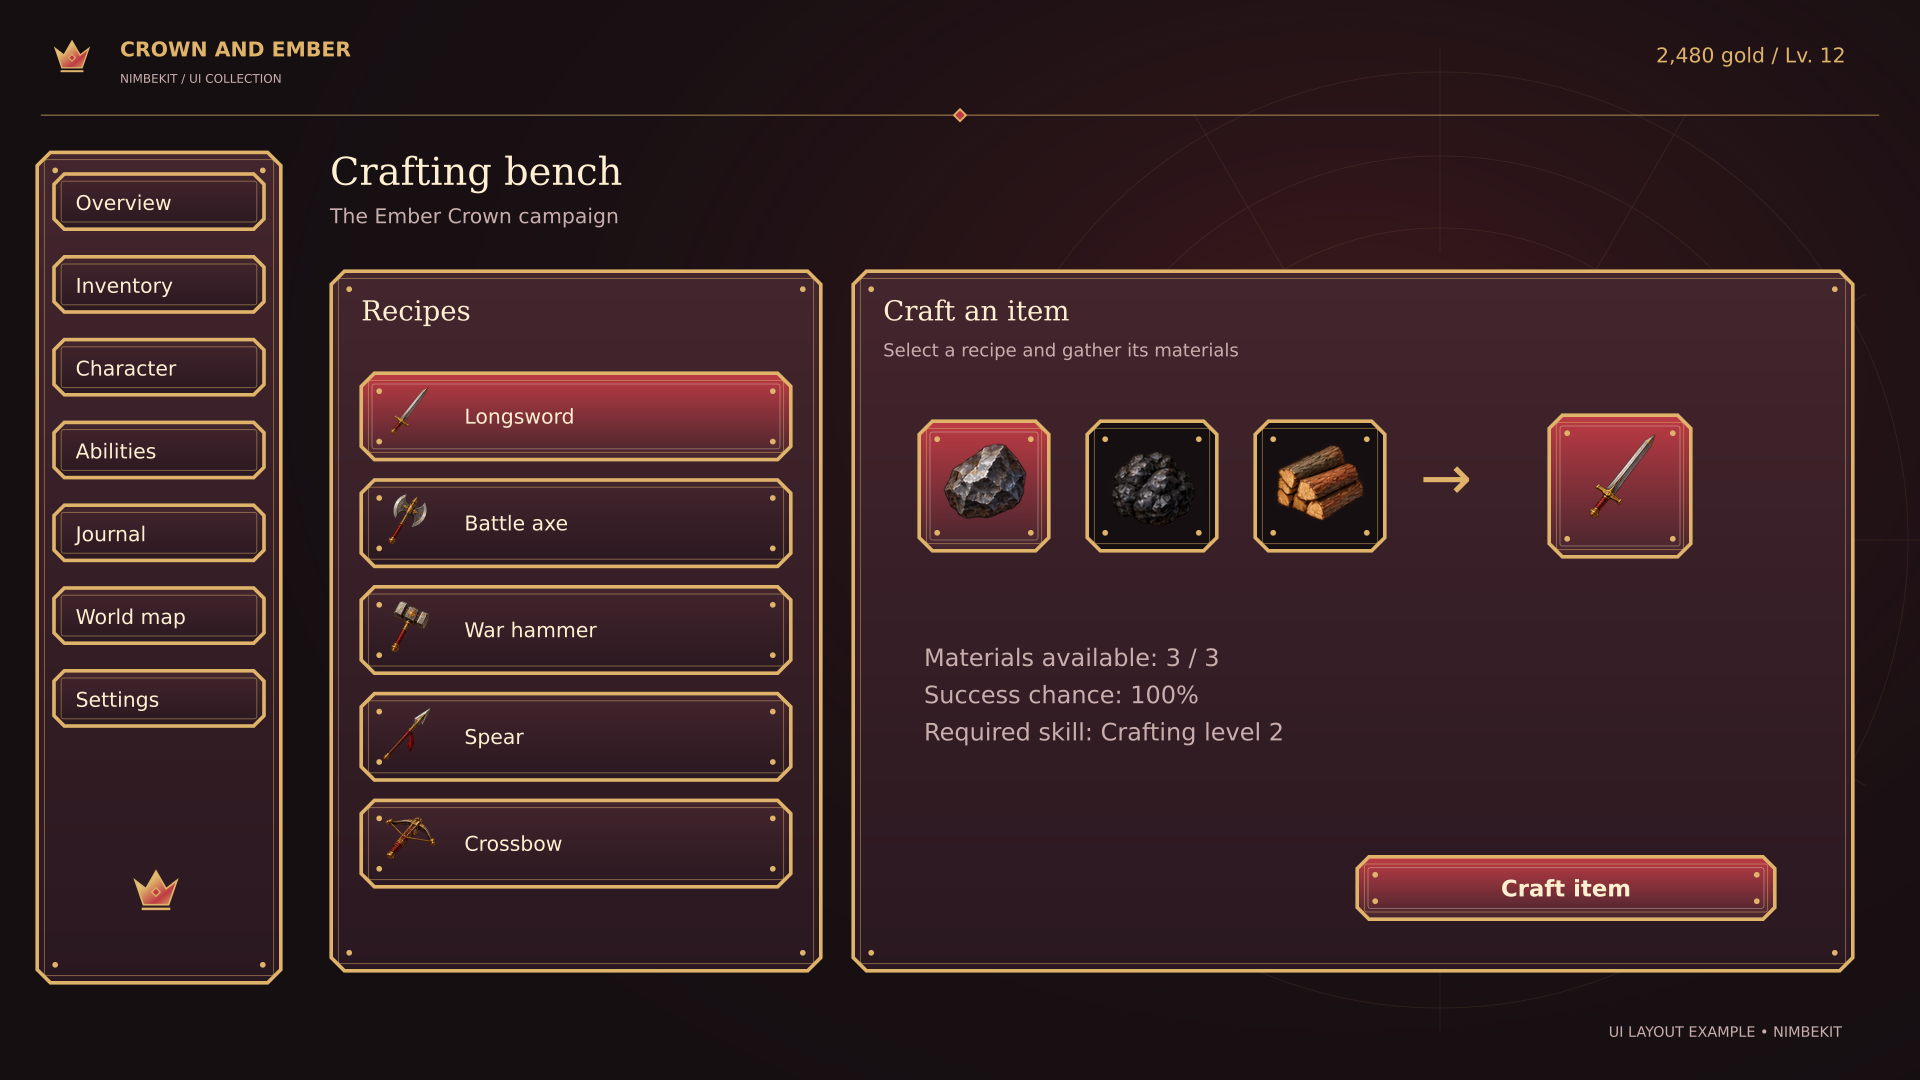 CROWN AND EMBER
NIMBEKIT / UI COLLECTION
2,480 gold / Lv. 12
Overview
Inventory
Character
Abilities
Journal
World map
Settings
Crafting bench
The Ember Crown campaign
Recipes
Longsword
Battle axe
War hammer
Spear
Crossbow
Craft an item
Select a recipe and gather its materials
→
Materials available: 3 / 3
Success chance: 100%
Required skill: Crafting level 2
Craft item
UI LAYOUT EXAMPLE • NIMBEKIT